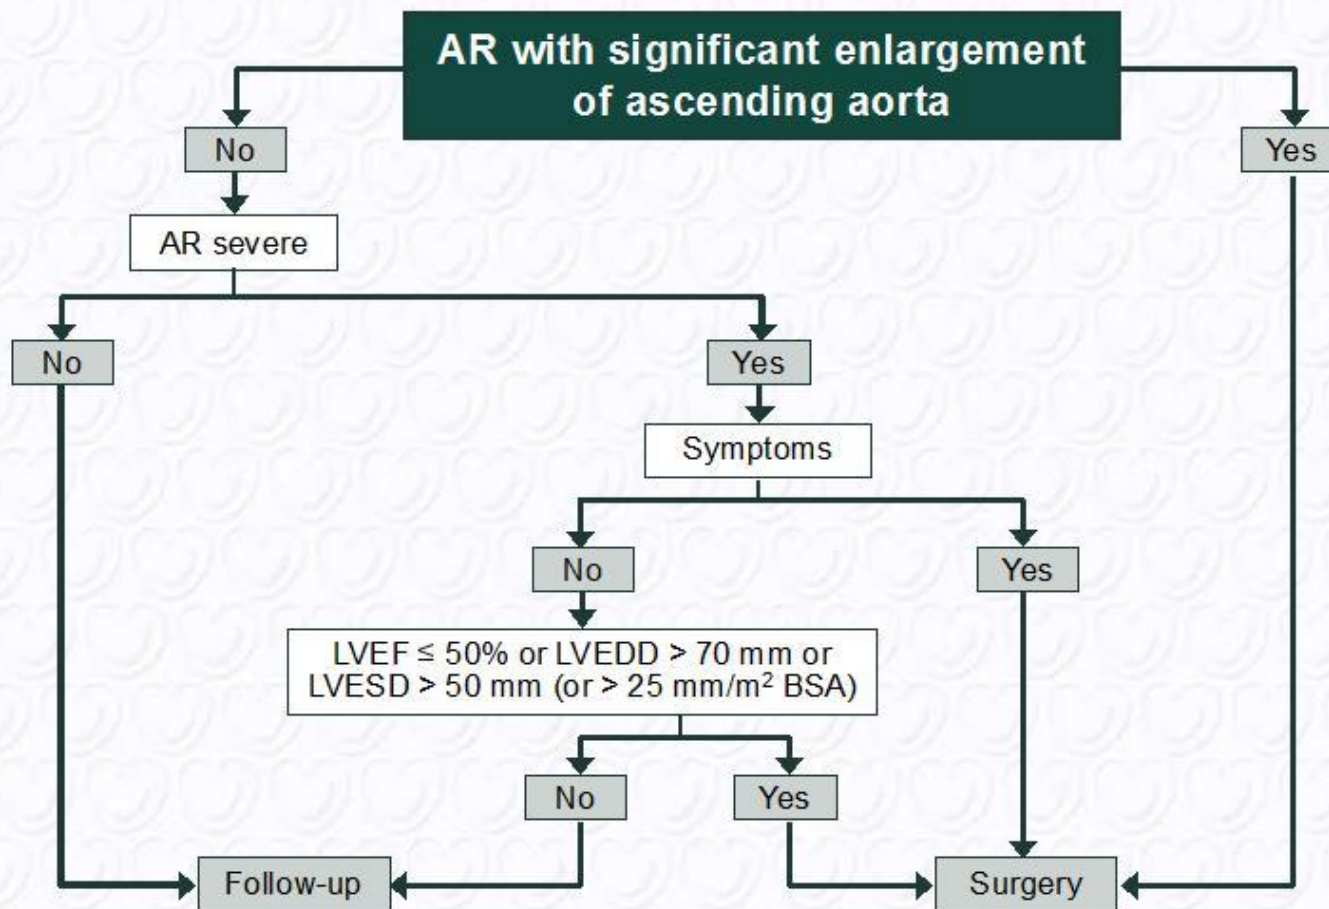 AR with significant enlargement
of ascending aorta
No
Yes
AR severe
No
Yes
Symptoms
No
Yes
LVEF ≤ 50% or LVEDD > 70 mm or
LVESD > 50 mm (or > 25 mm/m² BSA)
No
Yes
Follow-up
Surgery